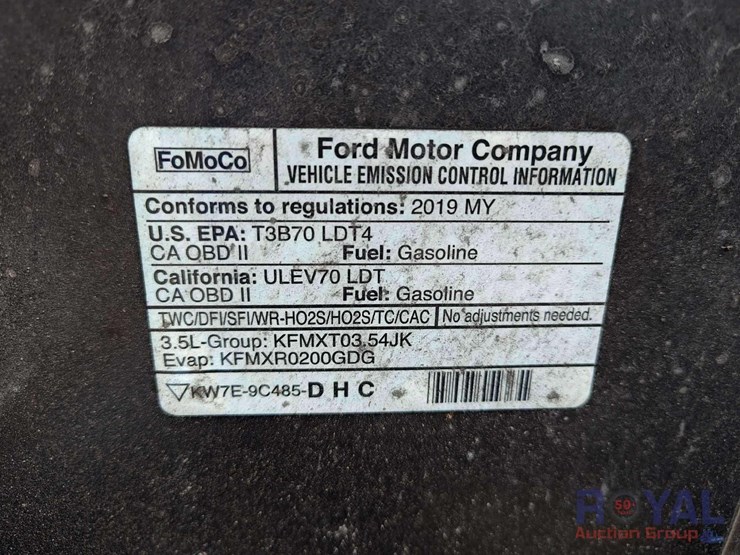 FoMoCo
Ford Motor Company
VEHICLE EMISSION CONTROL INFORMATION
Conforms to regulations: 2019 MY
U.S. EPA: T3B70 LDT4
CA OBD II Fuel: Gasoline
California: ULEV70 LDT
CA OBD II Fuel: Gasoline
TWC/DFI/SFI/WR-HO2S/HO2S/TC/CAC No adjustments needed.
3.5L-Group: KFMXT03.54JK
Evap: KFMXR0200GDG
KW7E-9C485-D H C
ROYAL
Auction Group